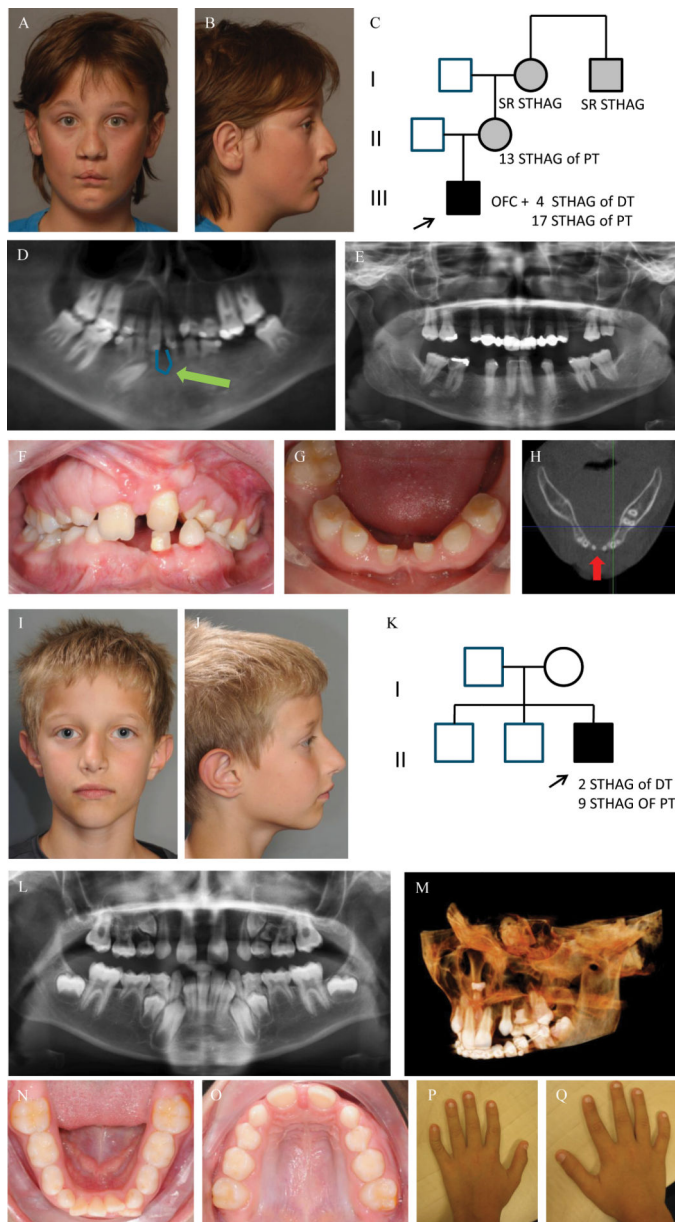 A
B
C
I
SR STHAG
SR STHAG
II
13 STHAG of PT
III
OFC + 4 STHAG of DT
17 STHAG of PT
D
E
F
G
H
I
J
K
I
II
2 STHAG of DT
9 STHAG OF PT
L
M
N
O
P
Q